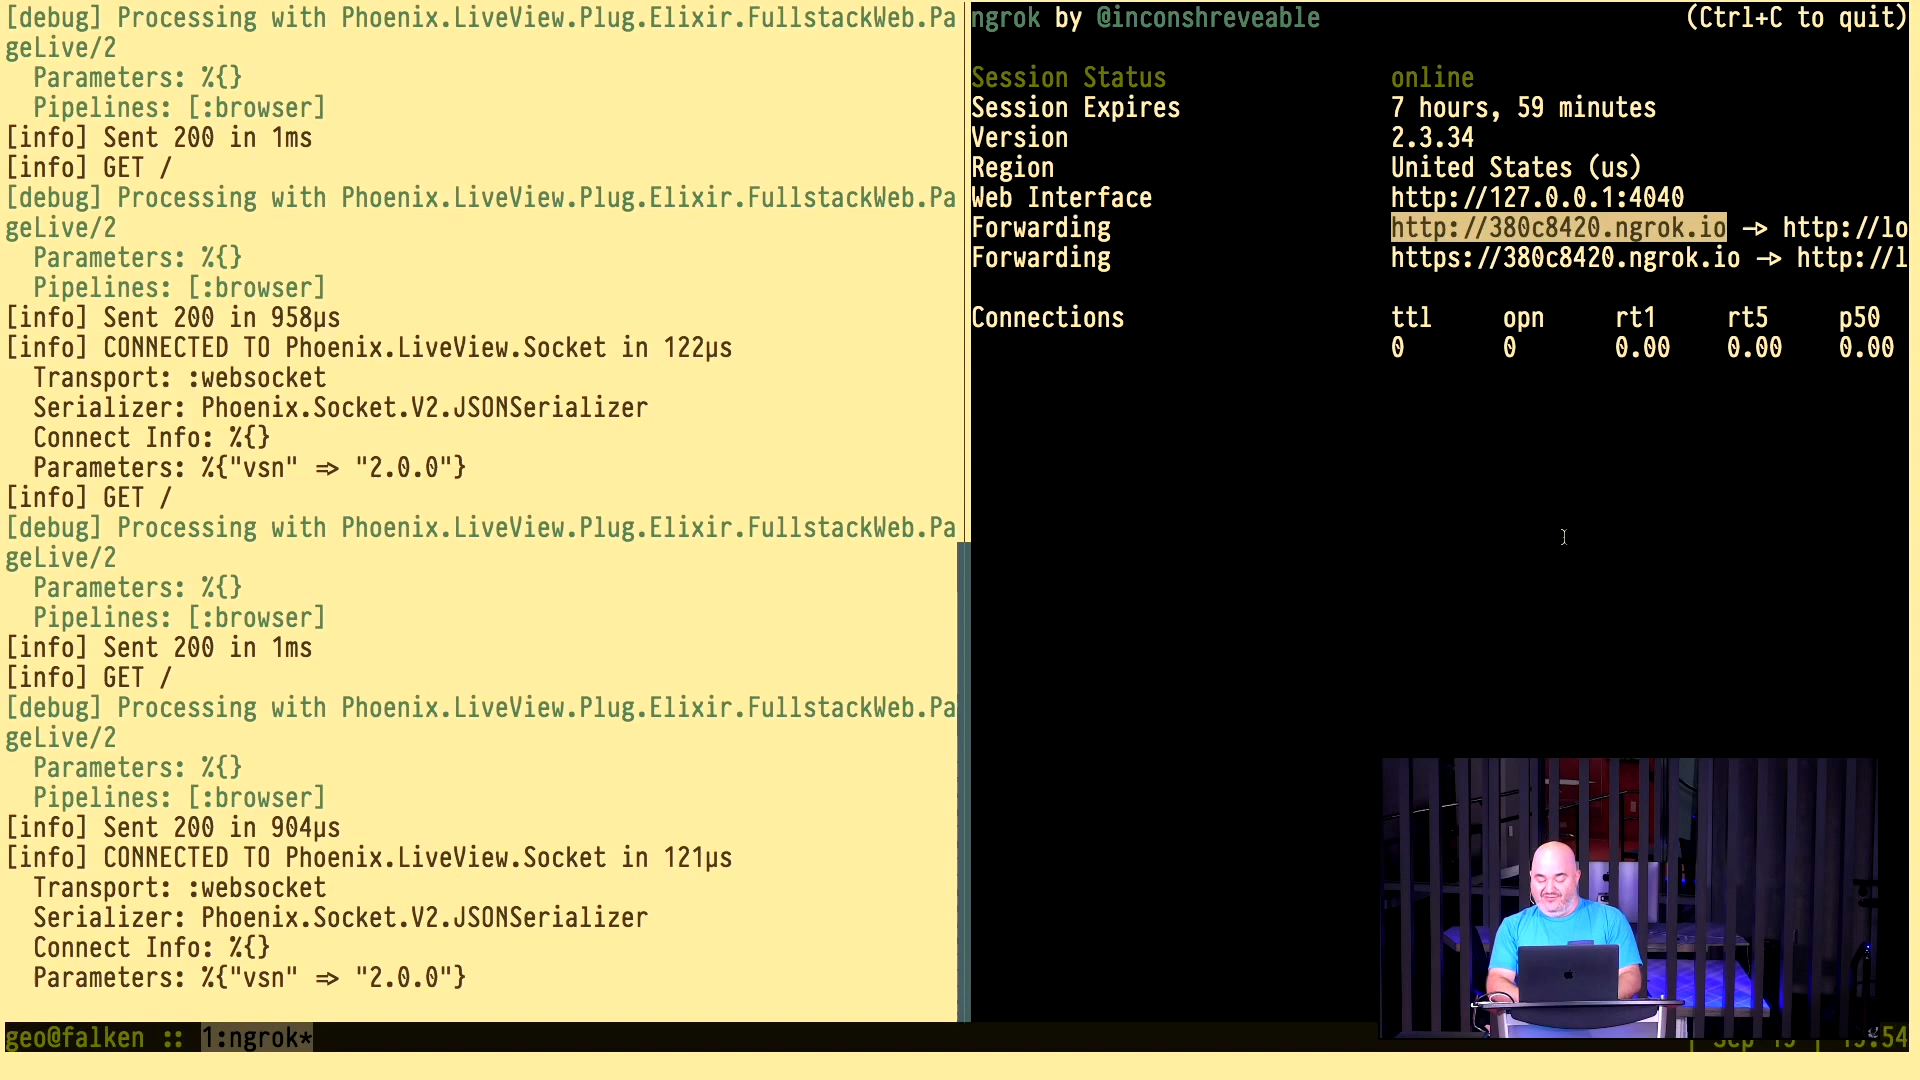 [debug] Processing with Phoenix.LiveView.Plug.Elixir.FullstackWeb.Pa
geLive/2
  Parameters: %{}
  Pipelines: [:browser]
[info] Sent 200 in 1ms
[info] GET /
[debug] Processing with Phoenix.LiveView.Plug.Elixir.FullstackWeb.Pa
geLive/2
  Parameters: %{}
  Pipelines: [:browser]
[info] Sent 200 in 958µs
[info] CONNECTED TO Phoenix.LiveView.Socket in 122µs
  Transport: :websocket
  Serializer: Phoenix.Socket.V2.JSONSerializer
  Connect Info: %{}
  Parameters: %{"vsn" => "2.0.0"}
[info] GET /
[debug] Processing with Phoenix.LiveView.Plug.Elixir.FullstackWeb.Pa
geLive/2
  Parameters: %{}
  Pipelines: [:browser]
[info] Sent 200 in 1ms
[info] GET /
[debug] Processing with Phoenix.LiveView.Plug.Elixir.FullstackWeb.Pa
geLive/2
  Parameters: %{}
  Pipelines: [:browser]
[info] Sent 200 in 904µs
[info] CONNECTED TO Phoenix.LiveView.Socket in 121µs
  Transport: :websocket
  Serializer: Phoenix.Socket.V2.JSONSerializer
  Connect Info: %{}
  Parameters: %{"vsn" => "2.0.0"}
ngrok by @inconshreveable (Ctrl+C to quit)
Session Status online
Session Expires 7 hours, 59 minutes
Version 2.3.34
Region United States (us)
Web Interface http://127.0.0.1:4040
Forwarding http://380c8420.ngrok.io -> http://lo
Forwarding https://380c8420.ngrok.io -> http://l
Connections ttl opn rt1 rt5 p50
0 0 0.00 0.00 0.00
geo@falken :: 1:ngrok*